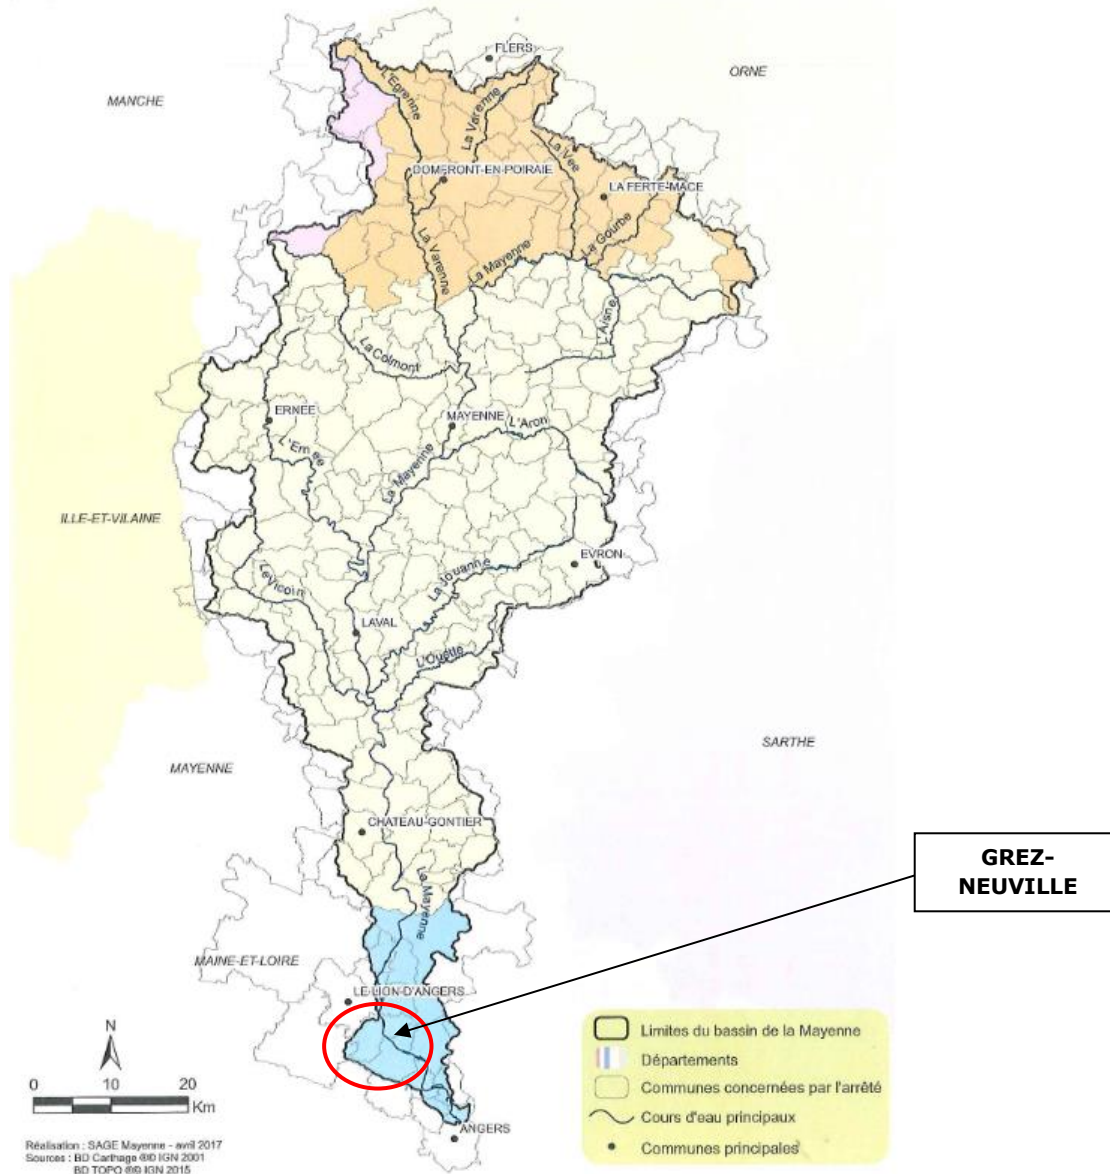 FLERS
ORNE
MANCHE
L'Egrenne
La Varenne
La Vée
DOMFRONT-EN-POIRAIE
LA FERTE-MACE
La Gourbe
La Varenne
La Mayenne
L'Aisne
La Colmont
ERNEE
MAYENNE
L'Aron
L'Ernée
La Mayenne
ILLE-ET-VILAINE
EVRON
La Jouanne
Le Vicoin
LAVAL
L'Ouette
SARTHE
MAYENNE
CHATEAU-GONTIER
GREZ-
NEUVILLE
La Mayenne
MAINE-ET-LOIRE
LE-LION-D'ANGERS
N
0 10 20
Km
ANGERS
Limites du bassin de la Mayenne
Départements
Communes concernées par l'arrêté
Cours d'eau principaux
Communes principales
Réalisation : SAGE Mayenne - avril 2017
Sources : BD Carthage ®© IGN 2001
BD TOPO ®© IGN 2015